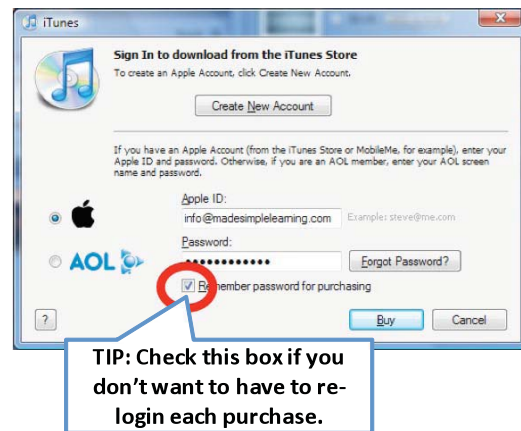 iTunes
Sign In to download from the iTunes Store
To create an Apple Account, click Create New Account.
Create New Account
If you have an Apple Account (from the iTunes Store or MobileMe, for example), enter your
Apple ID and password. Otherwise, if you are an AOL member, enter your AOL screen
name and password.
Apple ID:
info@madesimplelearning.com Example: steve@me.com
AOL
Password:
●●●●●●●●●●●● Forgot Password?
Remember password for purchasing
? Buy Cancel
TIP: Check this box if you
don't want to have to re-
login each purchase.